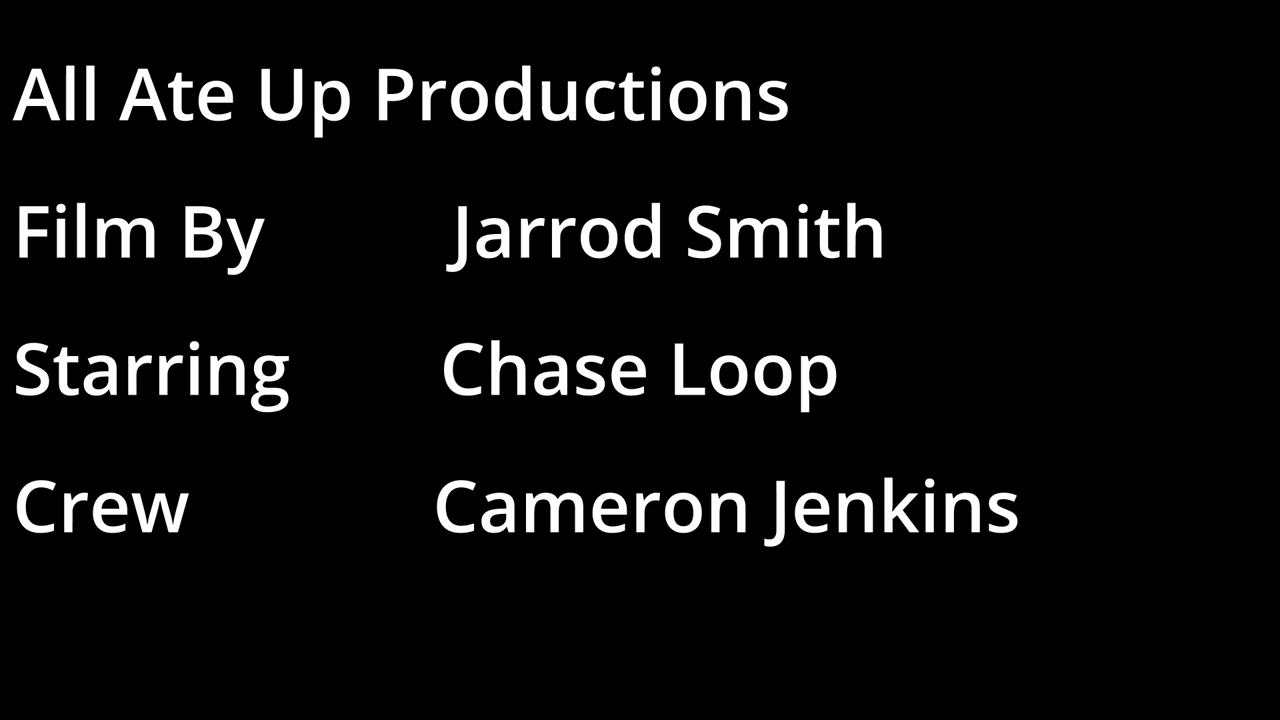 All Ate Up Productions
Film By Jarrod Smith
Starring Chase Loop
Crew Cameron Jenkins